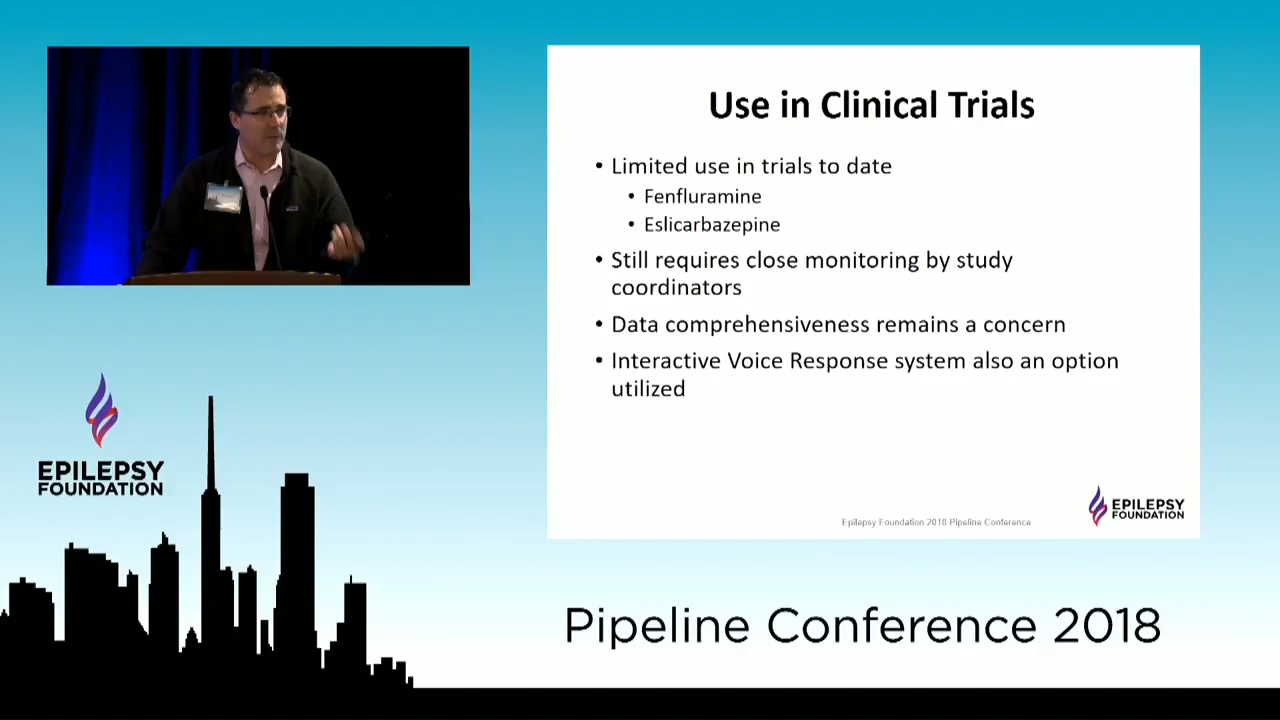 Use in Clinical Trials
• Limited use in trials to date
• Fenfluramine
• Eslicarbazepine
• Still requires close monitoring by study
coordinators
• Data comprehensiveness remains a concern
• Interactive Voice Response system also an option
utilized
Epilepsy Foundation 2018 Pipeline Conference
EPILEPSY
FOUNDATION
EPILEPSY
FOUNDATION
Pipeline Conference 2018